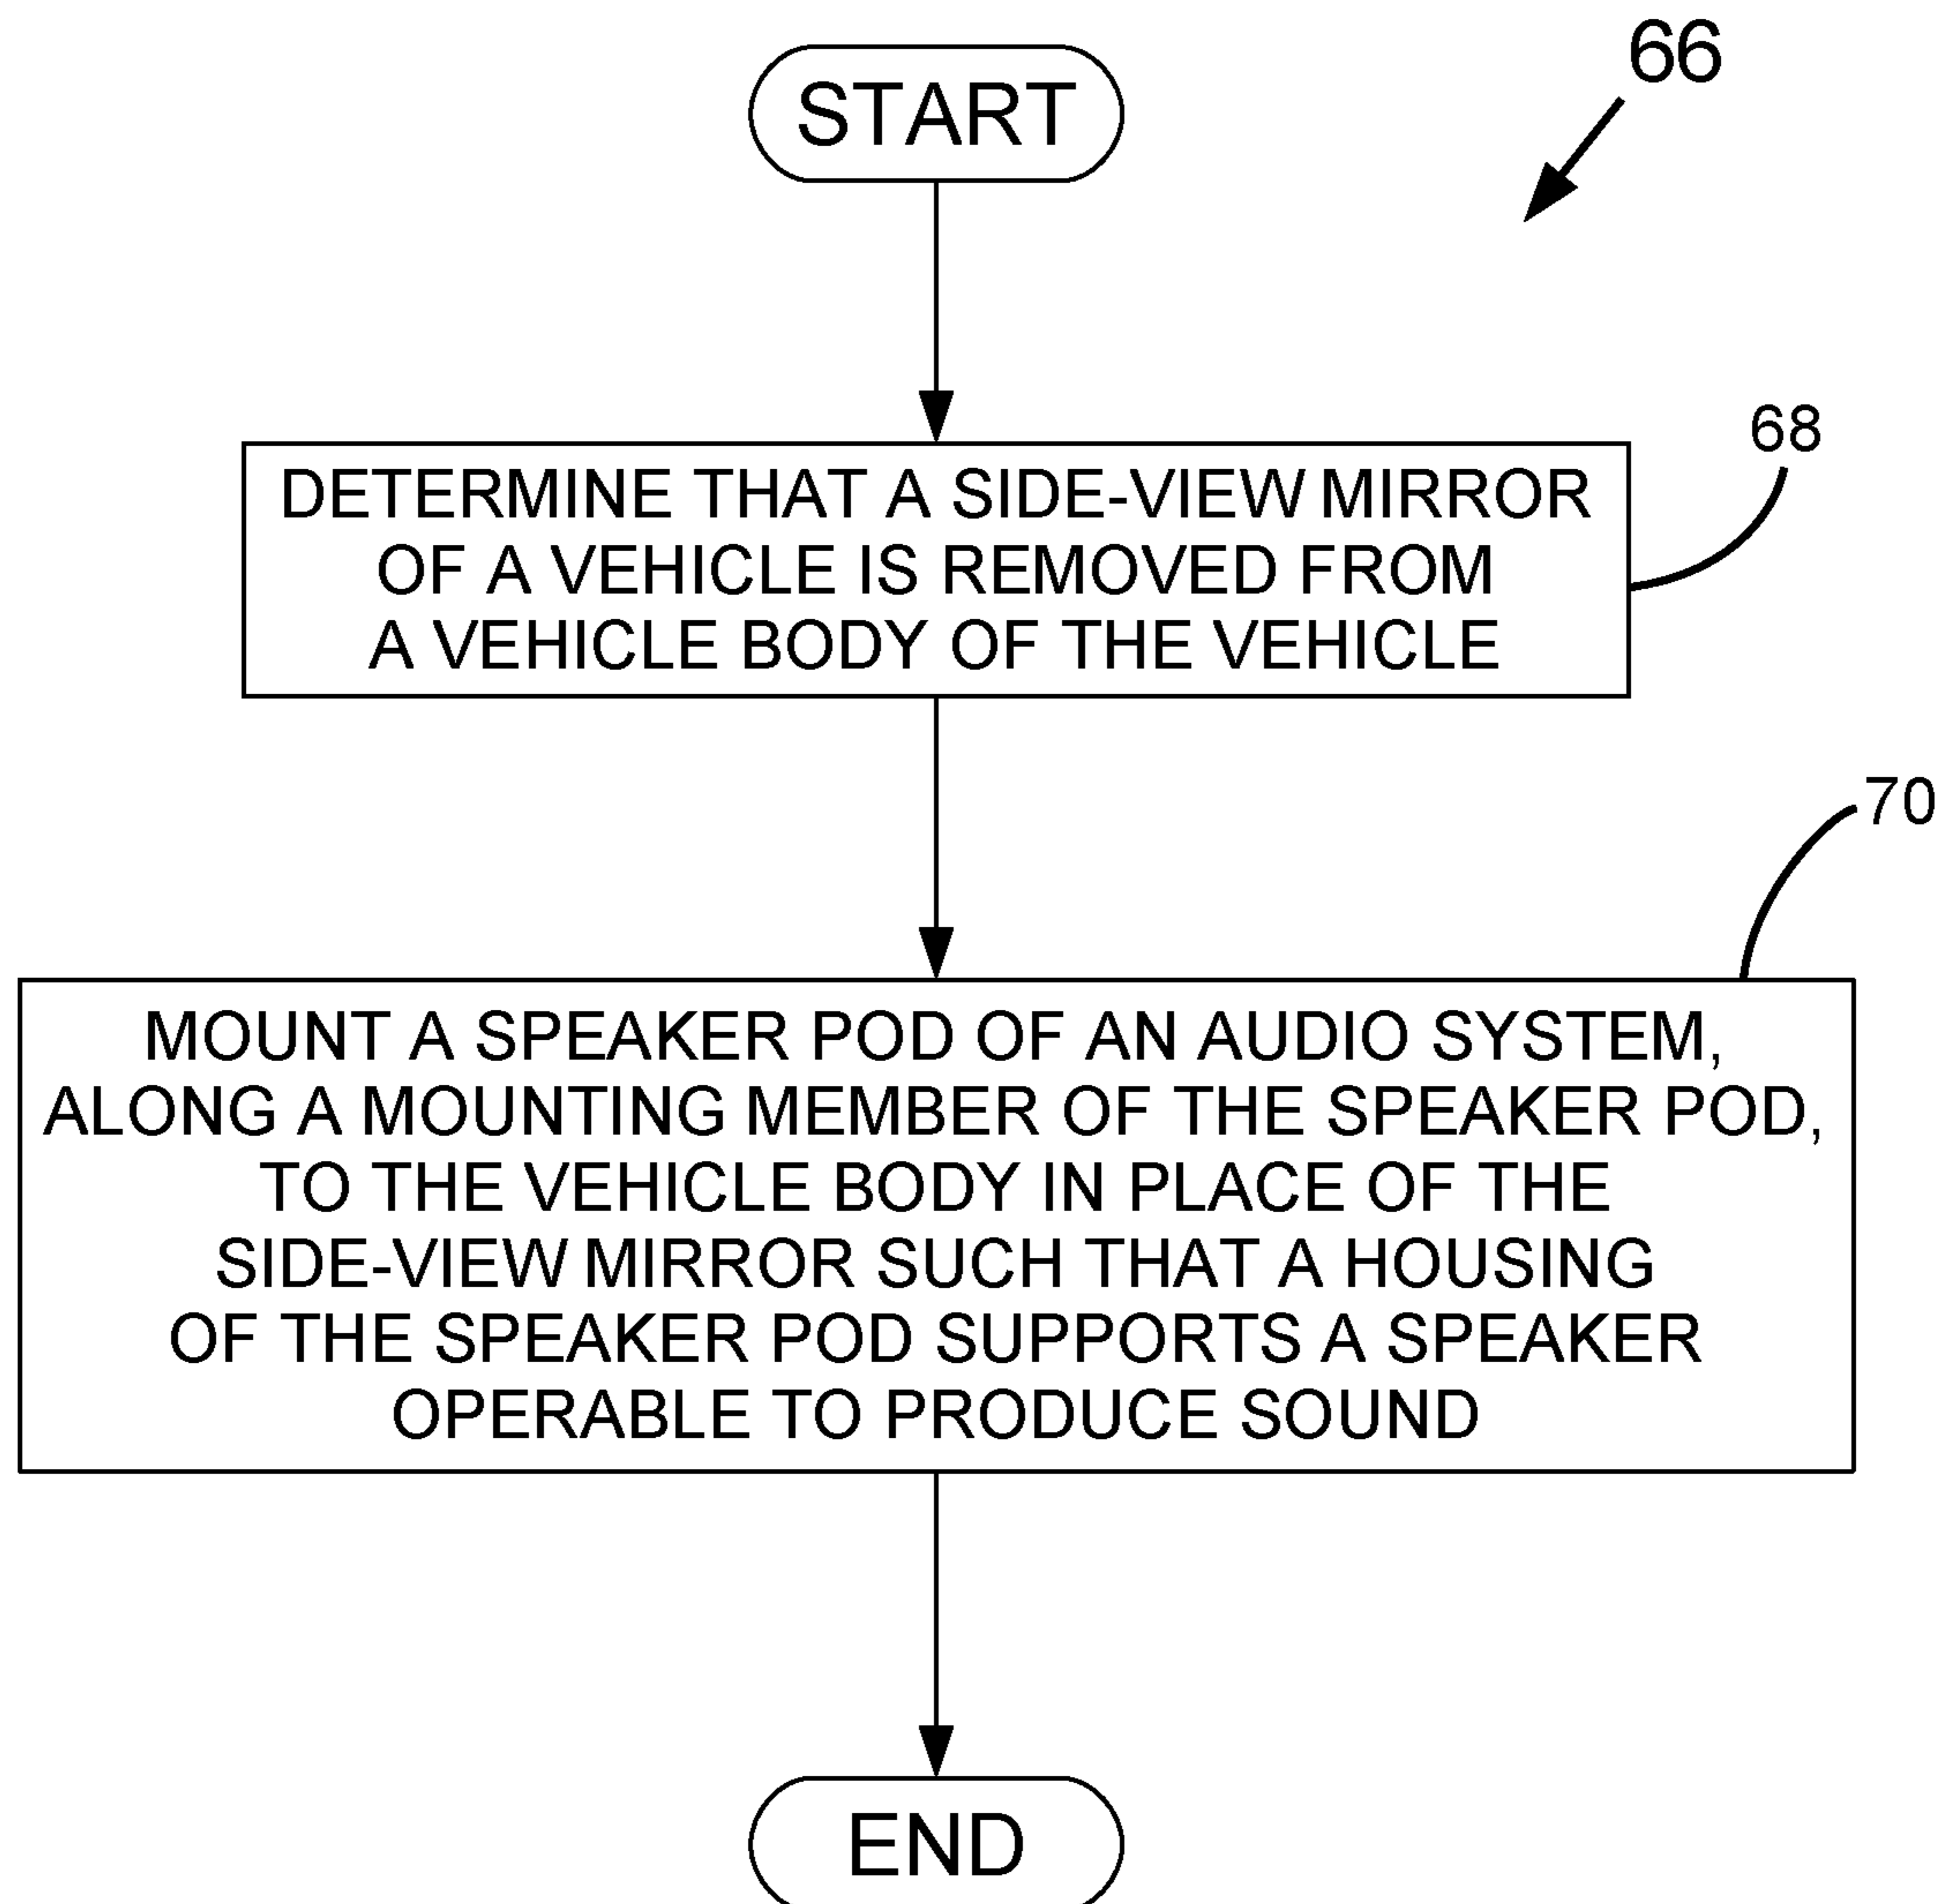 66
START
68
DETERMINE THAT A SIDE-VIEW MIRROR
OF A VEHICLE IS REMOVED FROM
A VEHICLE BODY OF THE VEHICLE
70
MOUNT A SPEAKER POD OF AN AUDIO SYSTEM,
ALONG A MOUNTING MEMBER OF THE SPEAKER POD,
TO THE VEHICLE BODY IN PLACE OF THE
SIDE-VIEW MIRROR SUCH THAT A HOUSING
OF THE SPEAKER POD SUPPORTS A SPEAKER
OPERABLE TO PRODUCE SOUND
END